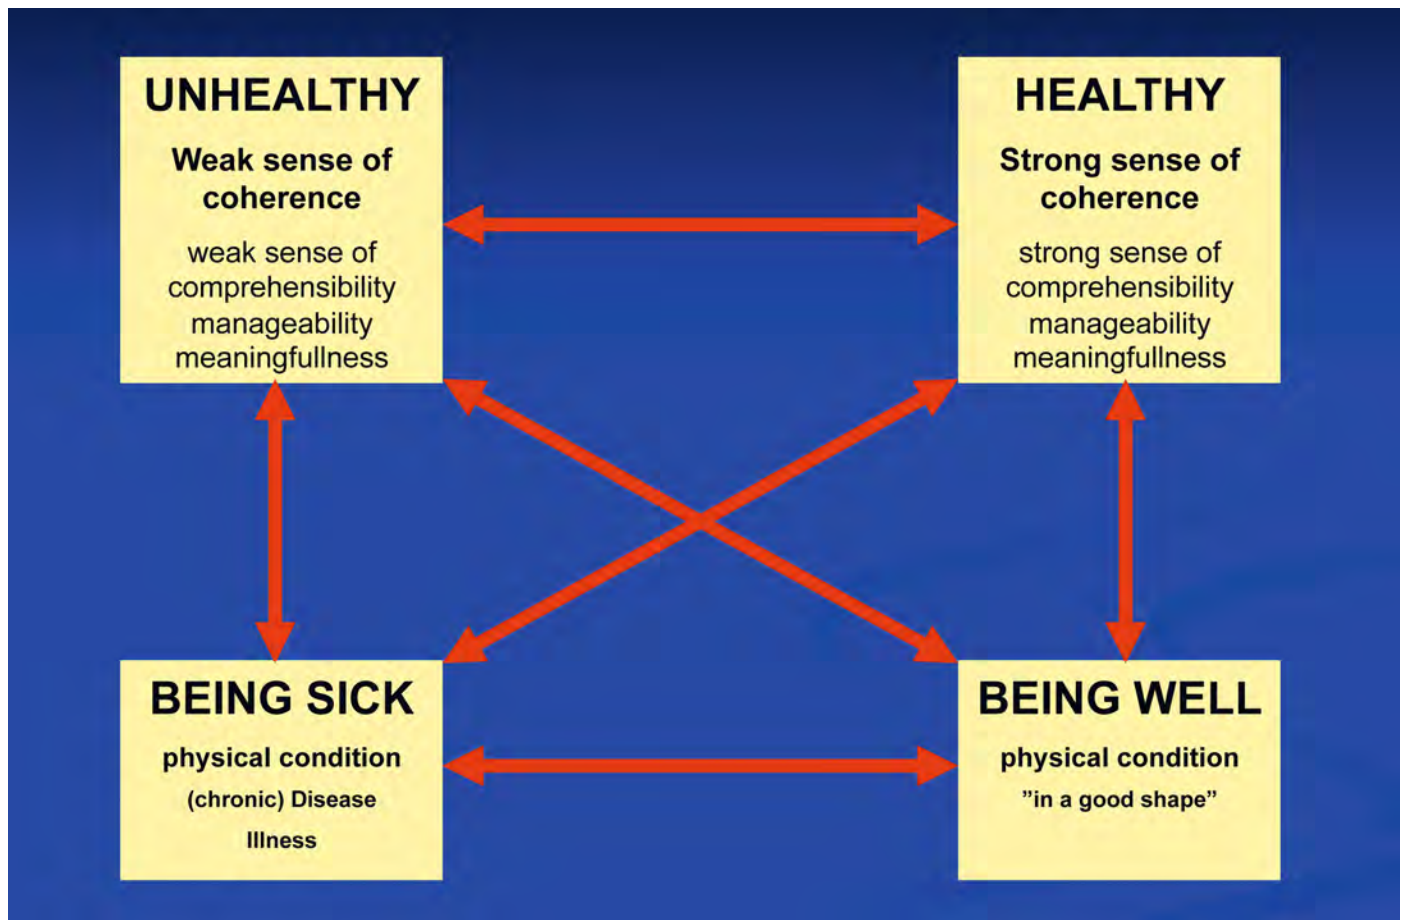 UNHEALTHY
Weak sense of
coherence
weak sense of
comprehensibility
manageability
meaningfullness
HEALTHY
Strong sense of
coherence
strong sense of
comprehensibility
manageability
meaningfullness
BEING SICK
physical condition
(chronic) Disease
Illness
BEING WELL
physical condition
”in a good shape”